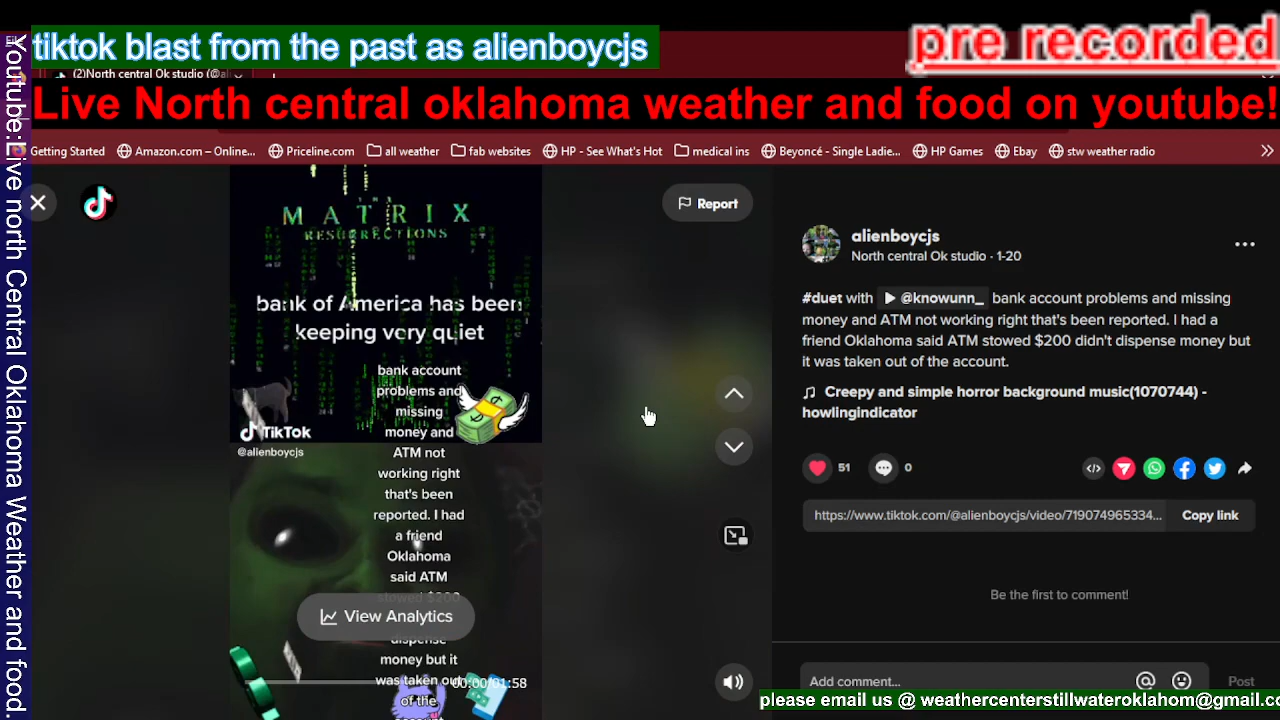 tiktok blast from the past as alienboycjs
pre recorded
(2)North central Ok studio (@a
Live North central oklahoma weather and food on youtube!
Youtube:Live north Central Oklahoma Weather and food.
Getting Started
Amazon.com – Online...
Priceline.com
all weather
fab websites
HP - See What's Hot
medical ins
Beyoncé - Single Ladie...
HP Games
Ebay
stw weather radio
Report
THE
MATRIX
RESURRECTIONS
bank of America has been
keeping very quiet
bank account
problems and
missing
money and
ATM not
working right
that's been
reported. I had
a friend
Oklahoma
said ATM
stowed $200
dispense
money but it
was taken out
of the
TikTok
@alienboycjs
View Analytics
00:00/01:58
alienboycjs
North central Ok studio · 1-20
#duet with @knowunn_ bank account problems and missing
money and ATM not working right that's been reported. I had a
friend Oklahoma said ATM stowed $200 didn't dispense money but
it was taken out of the account.
Creepy and simple horror background music(1070744) -
howlingindicator
51
0
https://www.tiktok.com/@alienboycjs/video/719074965334...
Copy link
Be the first to comment!
Add comment...
Post
please email us @ weathercenterstillwateroklahom@gmail.co